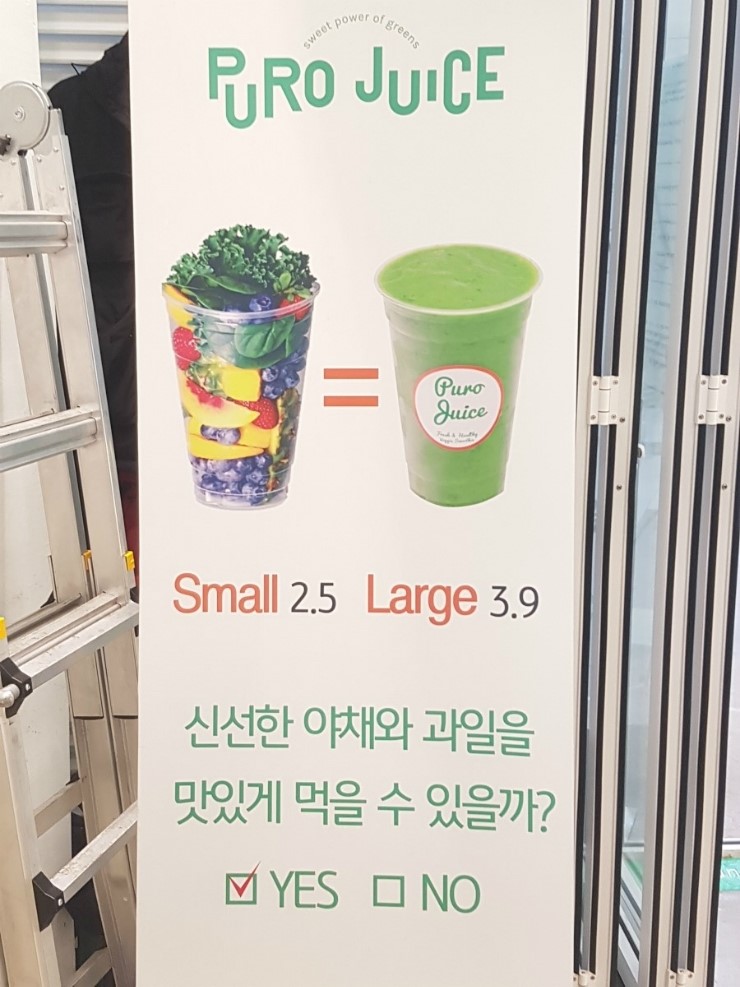 sweet power of greens
PURO JUICE
Puro
Juice
Small 2.5 Large 3.9
신선한 야채와 과일을
맛있게 먹을 수 있을까?
☑ YES ☐ NO